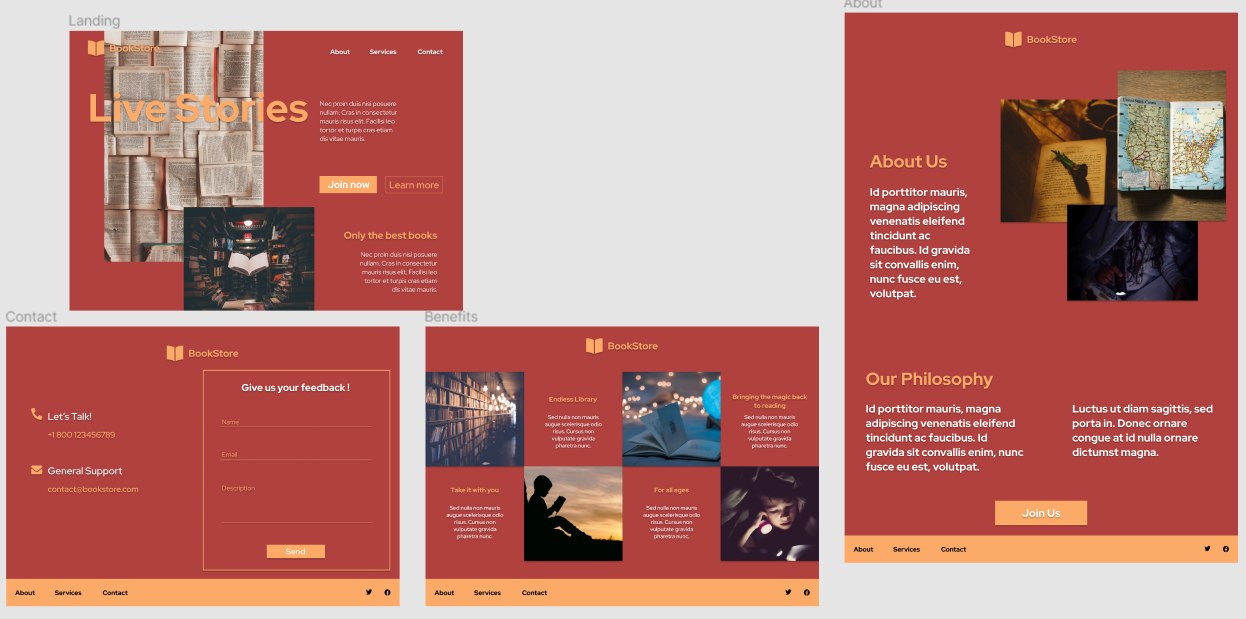 Landing
BookStore
About Services Contact
Live Stories
Nec proin duis nisi posuere
nullam. Cras in consectetur
mauris risus elit. Facilisi leo
tortor et turpis cras etiam
dis vitae mauris.
Join now Learn more
Only the best books
Nec proin duis nisi posuere
nullam. Cras in consectetur
mauris risus elit. Facilisi leo
tortor et turpis cras etiam
dis vitae mauris.
Contact
BookStore
Let's Talk!
+1 800 123456789
General Support
contact@bookstore.com
Give us your feedback !
Name
Email
Description
Send
About Services Contact
Benefits
BookStore
Endless Library
Sed nulla non mauris
augue scelerisque odio
risus. Cursus non
vulputate gravida
pharetra nunc.
Bringing the magic back
to reading
Sed nulla non mauris
augue scelerisque odio
risus. Cursus non
vulputate gravida
pharetra nunc.
Take it with you
Sed nulla non mauris
augue scelerisque odio
risus. Cursus non
vulputate gravida
pharetra nunc.
For all ages
Sed nulla non mauris
augue scelerisque odio
risus. Cursus non
vulputate gravida
pharetra nunc.
About Services Contact
About
BookStore
About Us
Id porttitor mauris,
magna adipiscing
venenatis eleifend
tincidunt ac
faucibus. Id gravida
sit convallis enim,
nunc fusce eu est,
volutpat.
Our Philosophy
Id porttitor mauris, magna
adipiscing venenatis eleifend
tincidunt ac faucibus. Id
gravida sit convallis enim, nunc
fusce eu est, volutpat.
Luctus ut diam sagittis, sed
porta in. Donec ornare
congue at id nulla ornare
dictumst magna.
Join Us
About Services Contact